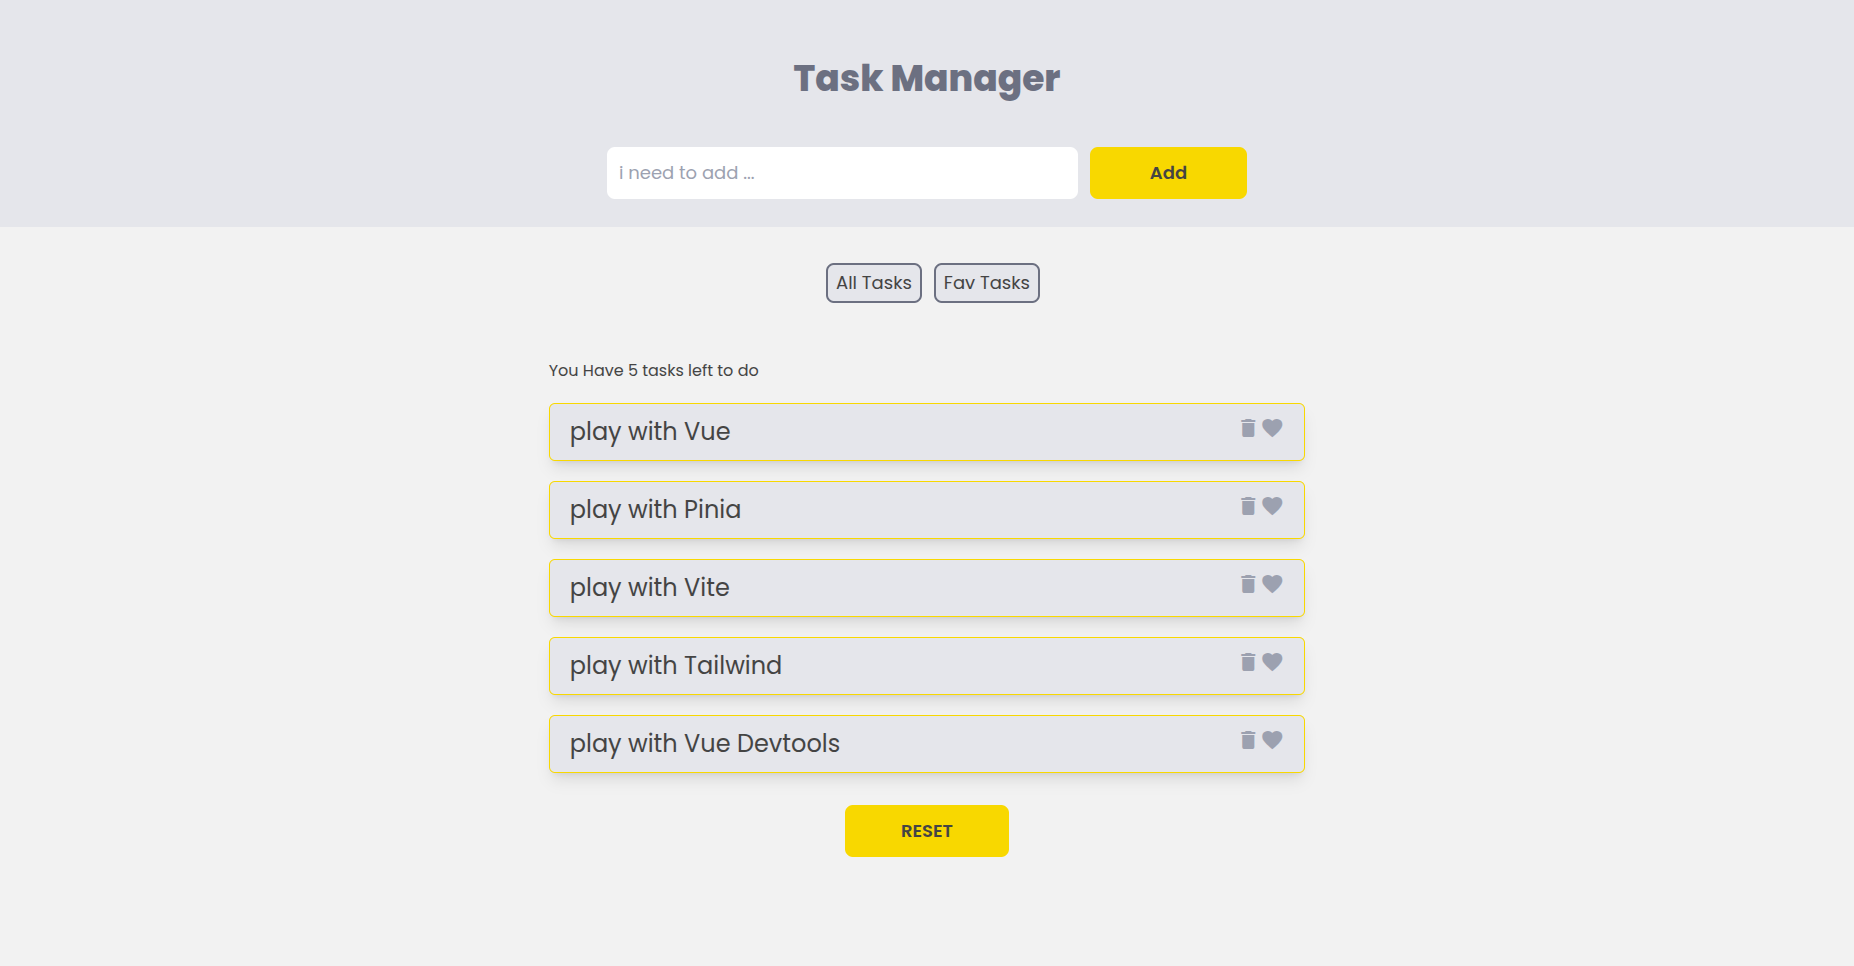 Task Manager
i need to add ...
Add
All Tasks
Fav Tasks
You Have 5 tasks left to do
play with Vue
play with Pinia
play with Vite
play with Tailwind
play with Vue Devtools
RESET